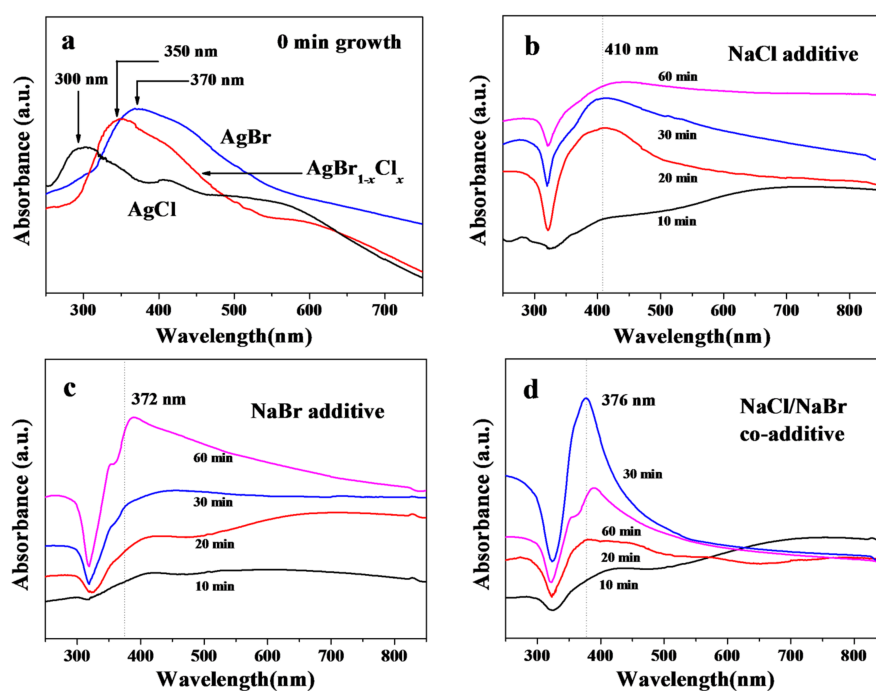 a
350 nm
0 min growth
300 nm
370 nm
AgBr
AgBr1-xClx
AgCl
Absorbance (a.u.)
300 400 500 600 700
Wavelength(nm)
b
410 nm
NaCl additive
60 min
30 min
20 min
10 min
Absorbance (a.u.)
300 400 500 600 700 800
Wavelength(nm)
c
372 nm
NaBr additive
60 min
30 min
20 min
10 min
Absorbance (a.u.)
300 400 500 600 700 800
Wavelength(nm)
d
376 nm
NaCl/NaBr
co-additive
30 min
60 min
20 min
10 min
Absorbance (a.u.)
300 400 500 600 700 800
Wavelength(nm)